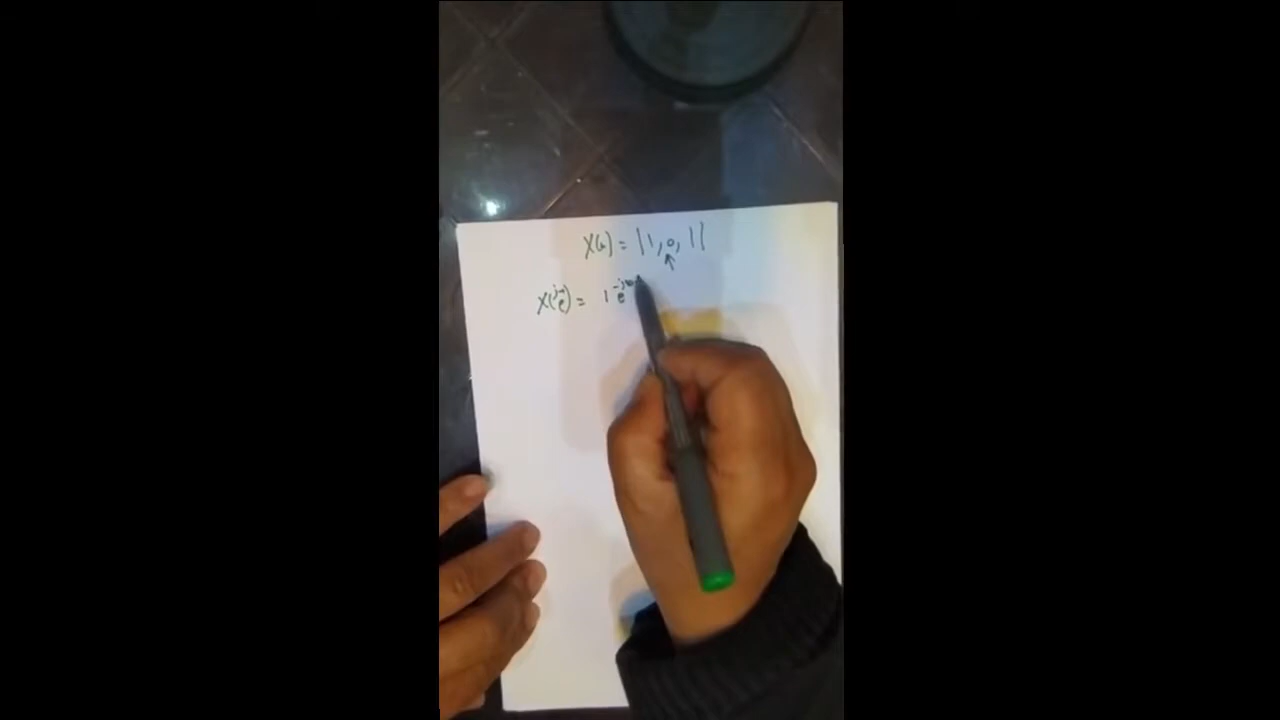 X(n) = {1, 0, 1}
↑
X(e^jω) = 1 e^-jω